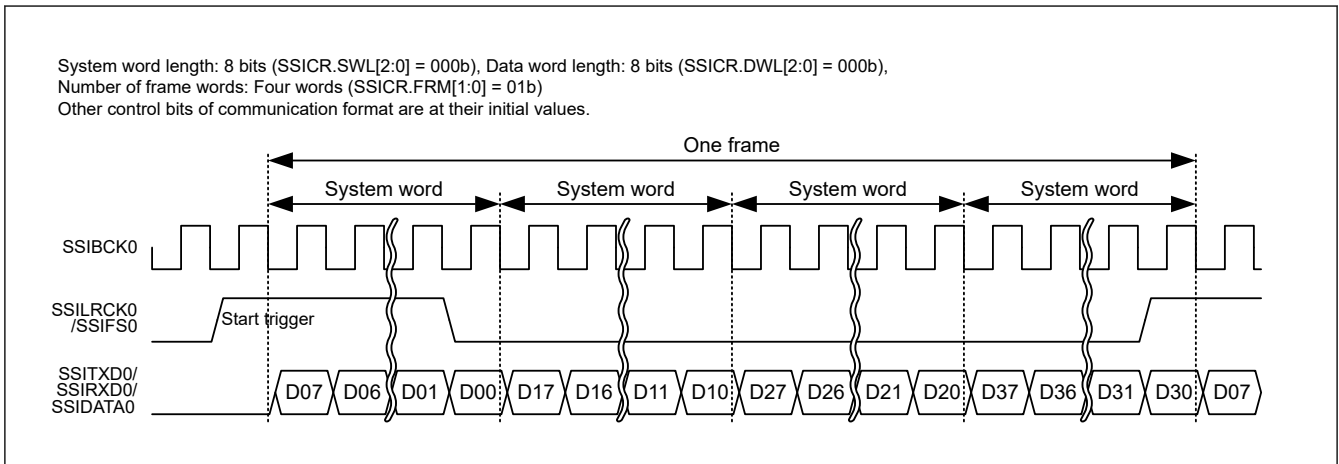 System word length: 8 bits (SSICR.SWL[2:0] = 000b), Data word length: 8 bits (SSICR.DWL[2:0] = 000b),
Number of frame words: Four words (SSICR.FRM[1:0] = 01b)
Other control bits of communication format are at their initial values.
One frame
System word System word System word System word
SSIBCK0
SSILRCK0
/SSIFS0
Start trigger
SSITXD0/
SSIRXD0/
SSIDATA0
D07 D06 D01 D00 D17 D16 D11 D10 D27 D26 D21 D20 D37 D36 D31 D30 D07